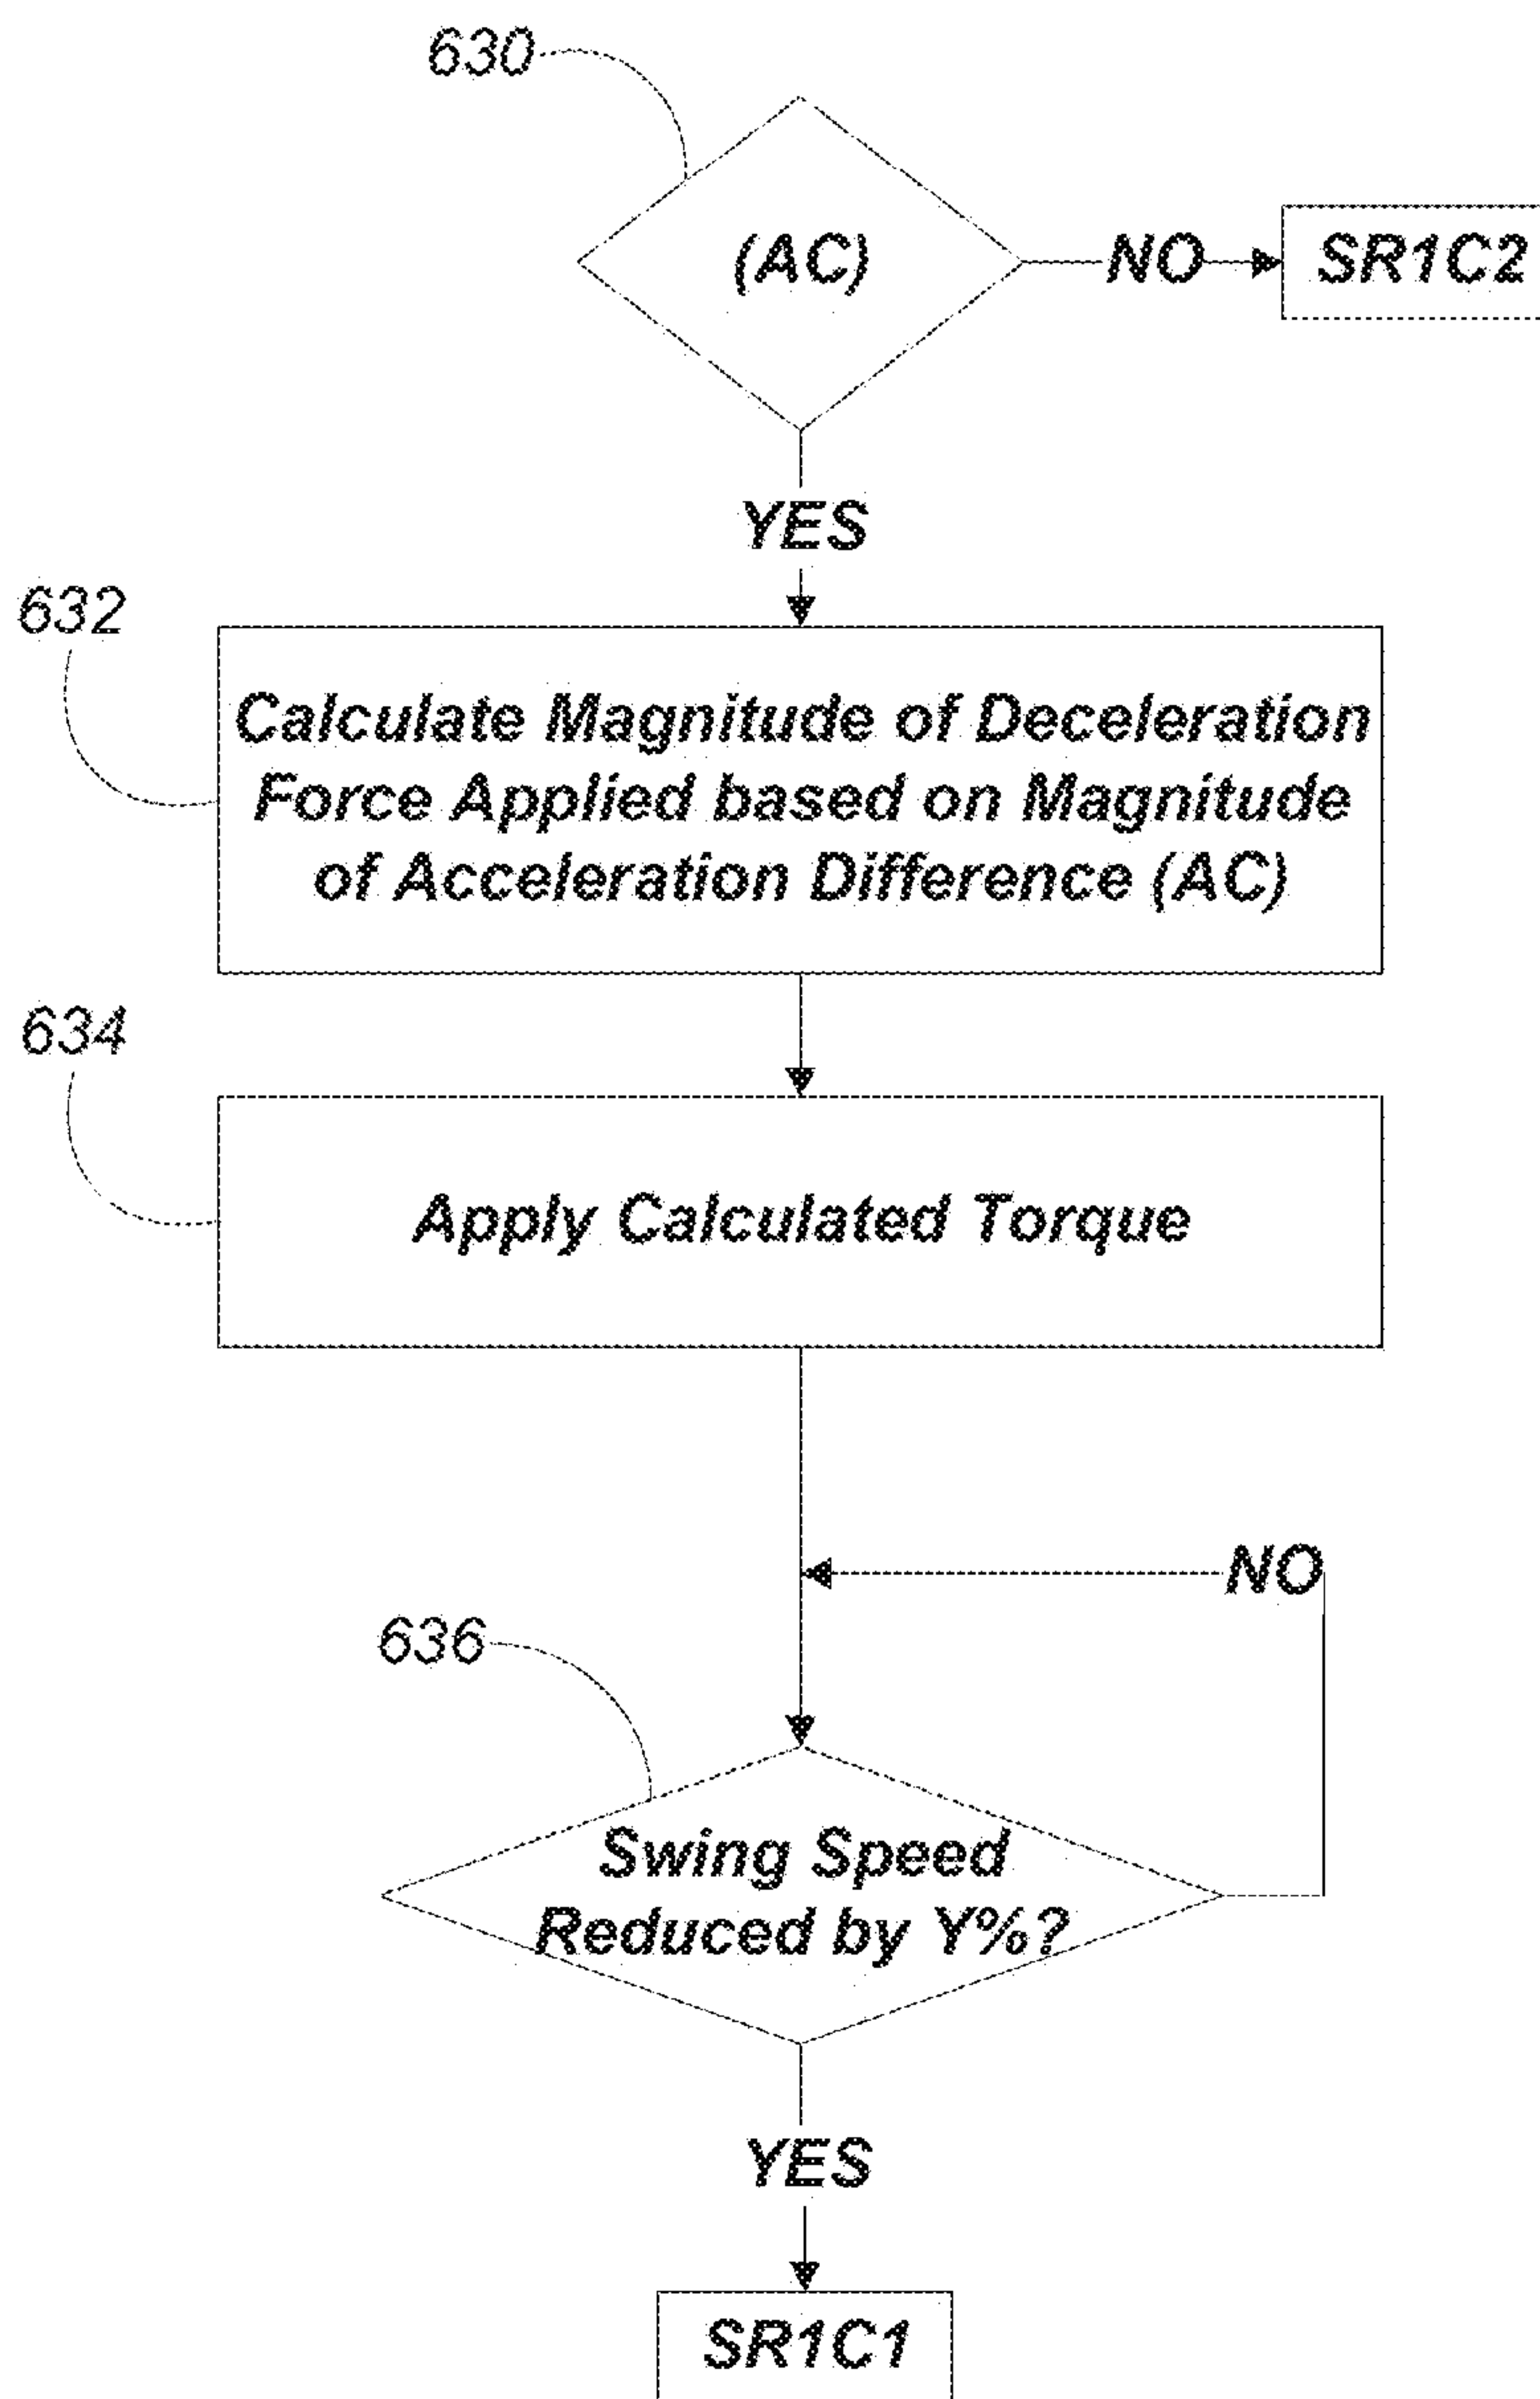 630
(AC)
NO
SR1C2
YES
632
Calculate Magnitude of Deceleration
Force Applied based on Magnitude
of Acceleration Difference (AC)
634
Apply Calculated Torque
NO
636
Swing Speed
Reduced by Y%?
YES
SR1C1